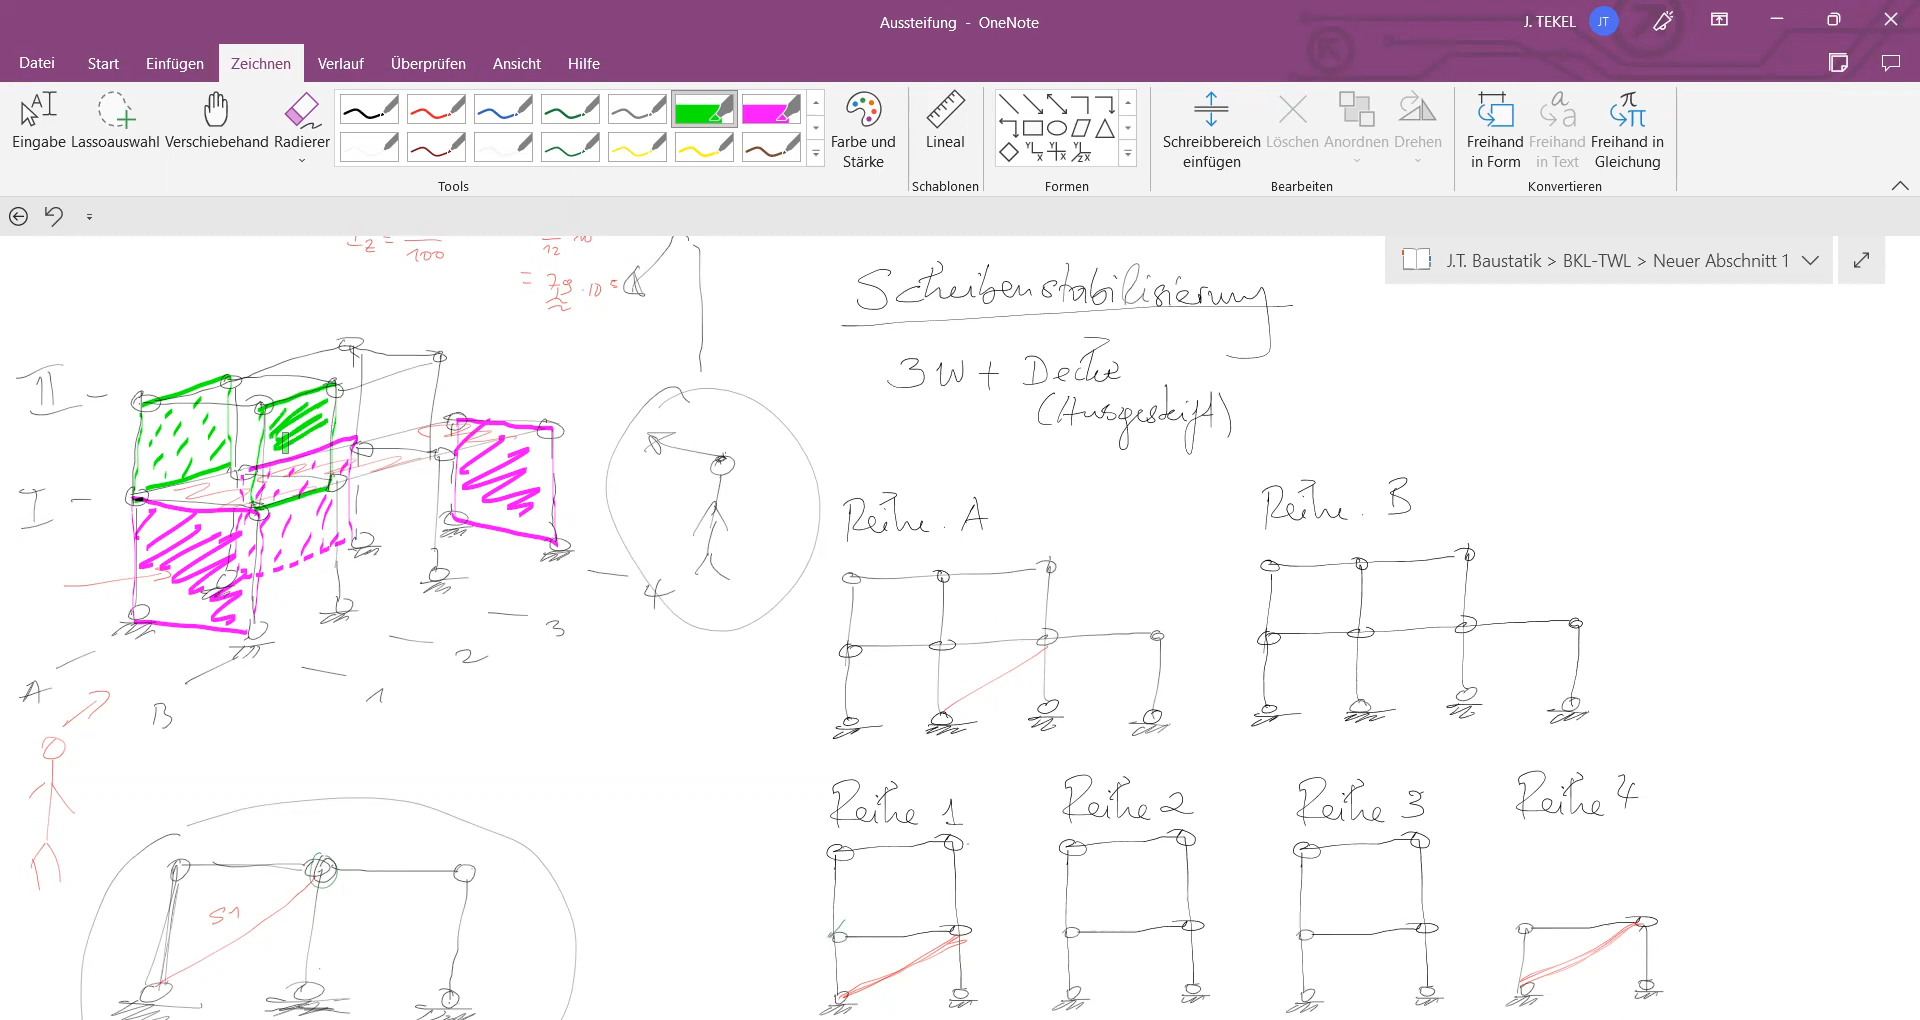 Aussteifung - OneNote
J. TEKEL
JT
Datei
Start
Einfügen
Zeichnen
Verlauf
Überprüfen
Ansicht
Hilfe
Eingabe
Lassoauswahl
Verschiebehand
Radierer
Farbe und
Stärke
Lineal
Schreibbereich
einfügen
Löschen
Anordnen
Drehen
Freihand
in Form
Freihand
in Text
Freihand in
Gleichung
Tools
Schablonen
Formen
Bearbeiten
Konvertieren
J.T. Baustatik > BKL-TWL > Neuer Abschnitt 1
100
12
Scheibenstabilisierung
3W + Decke
(Ausgesteift)
II
I
A
B
1
2
3
4
Reihe. A
Reihe. B
Reihe 1
Reihe 2
Reihe 3
Reihe 4
S1